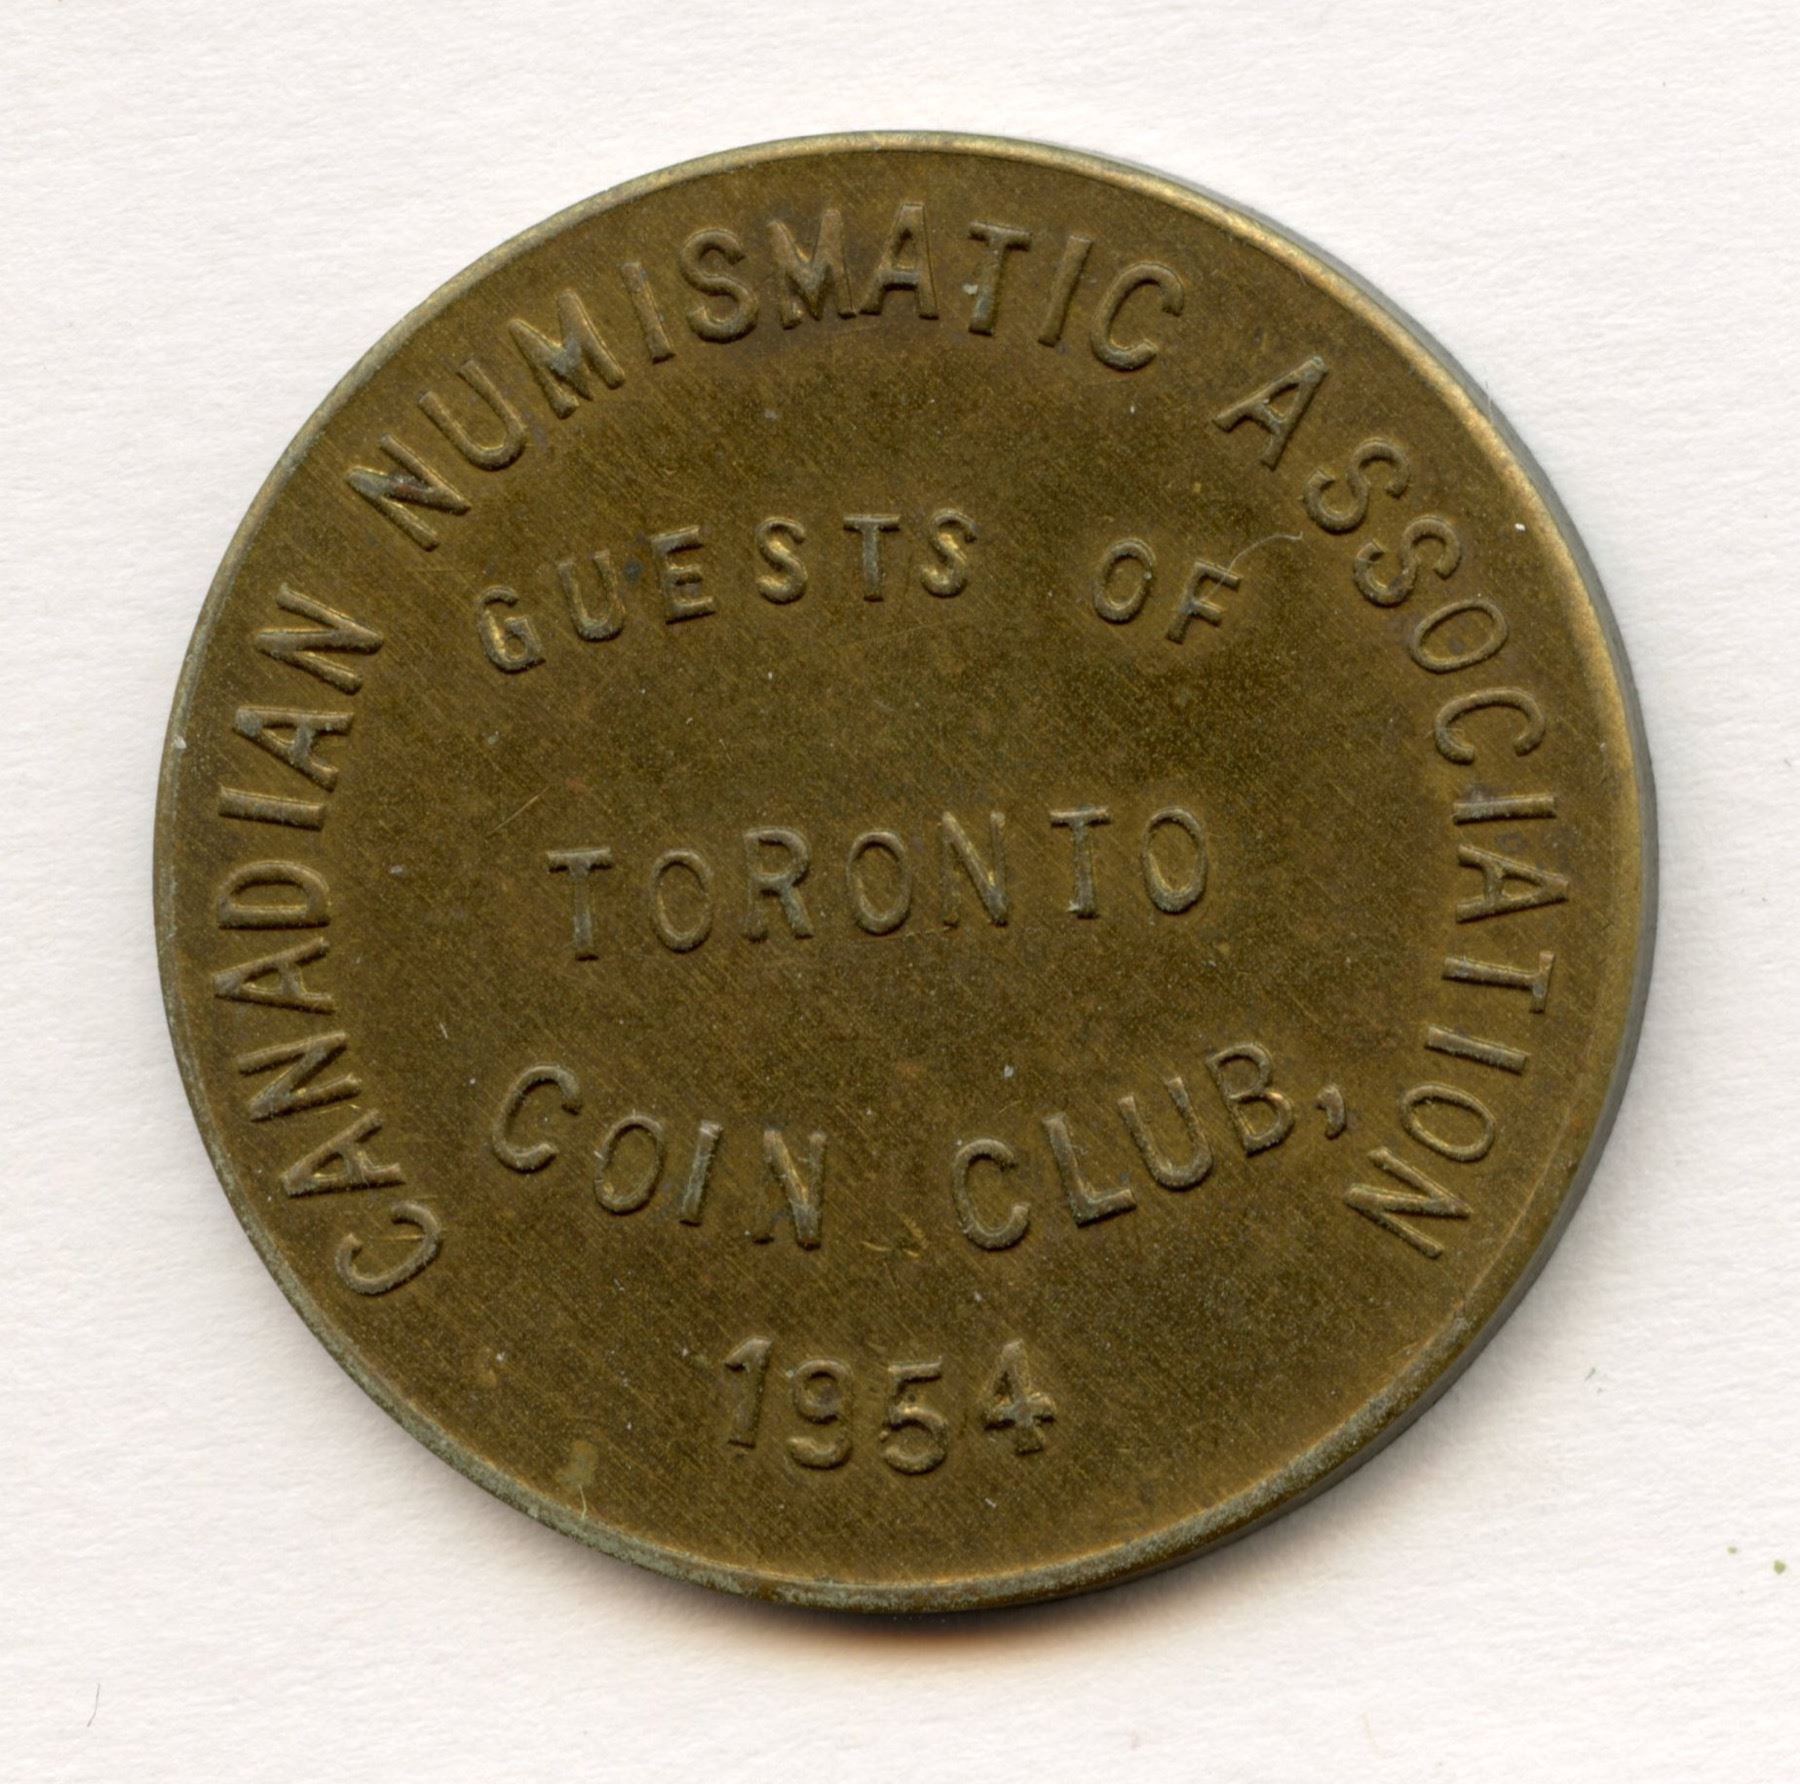 CANADIAN NUMISMATIC ASSOCIATION
GUESTS OF
TORONTO
COIN CLUB,
1954